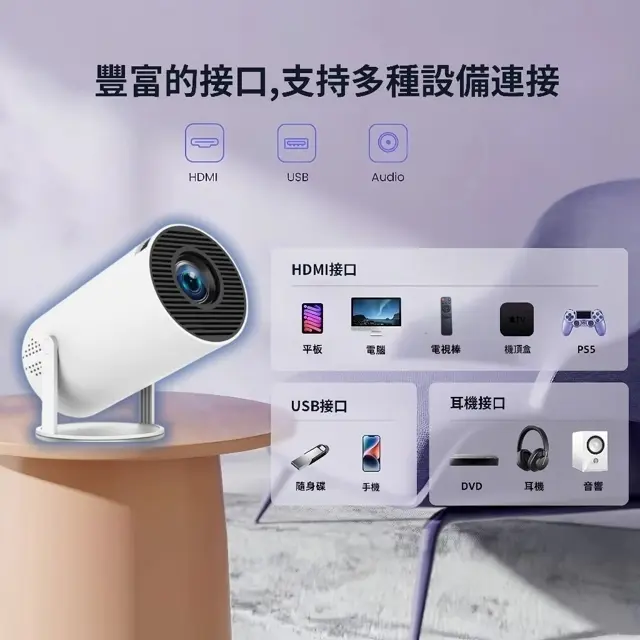 豐富的接口,支持多種設備連接
HDMI
USB
Audio
HDMI接口
平板
電腦
電視棒
機頂盒
PS5
USB接口
隨身碟
手機
耳機接口
DVD
耳機
音響